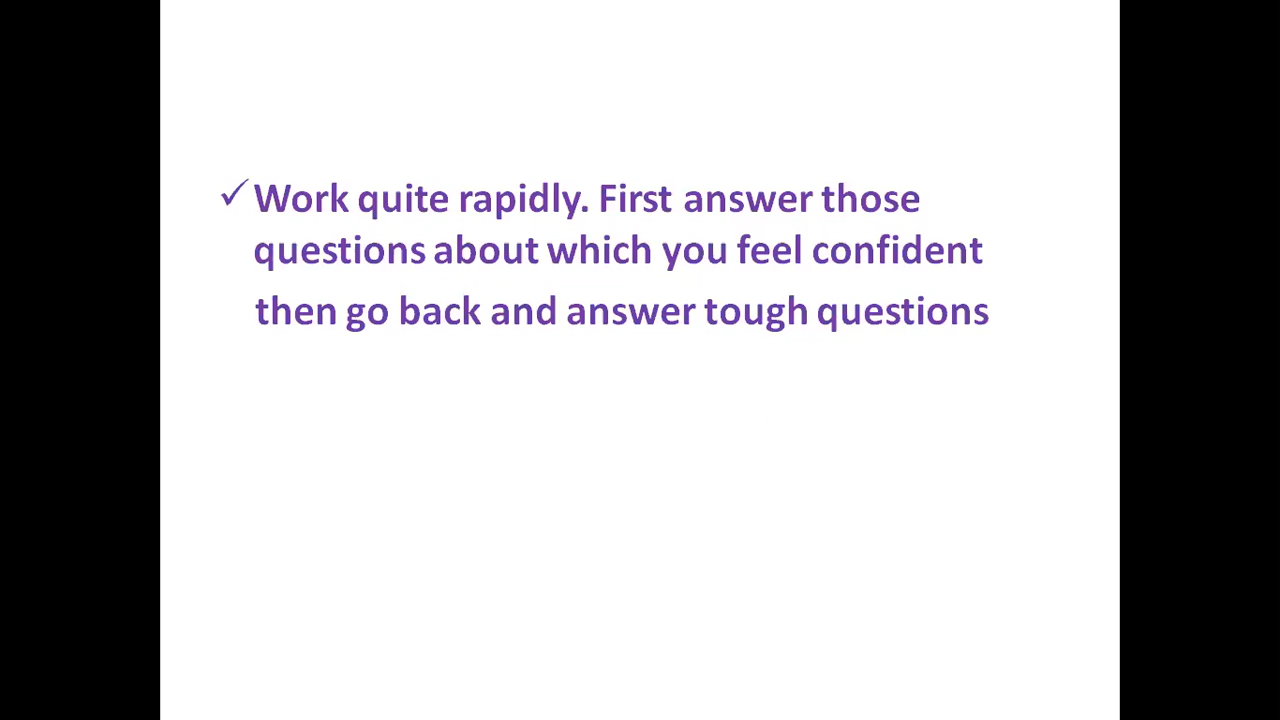 ✓Work quite rapidly. First answer those
questions about which you feel confident
then go back and answer tough questions